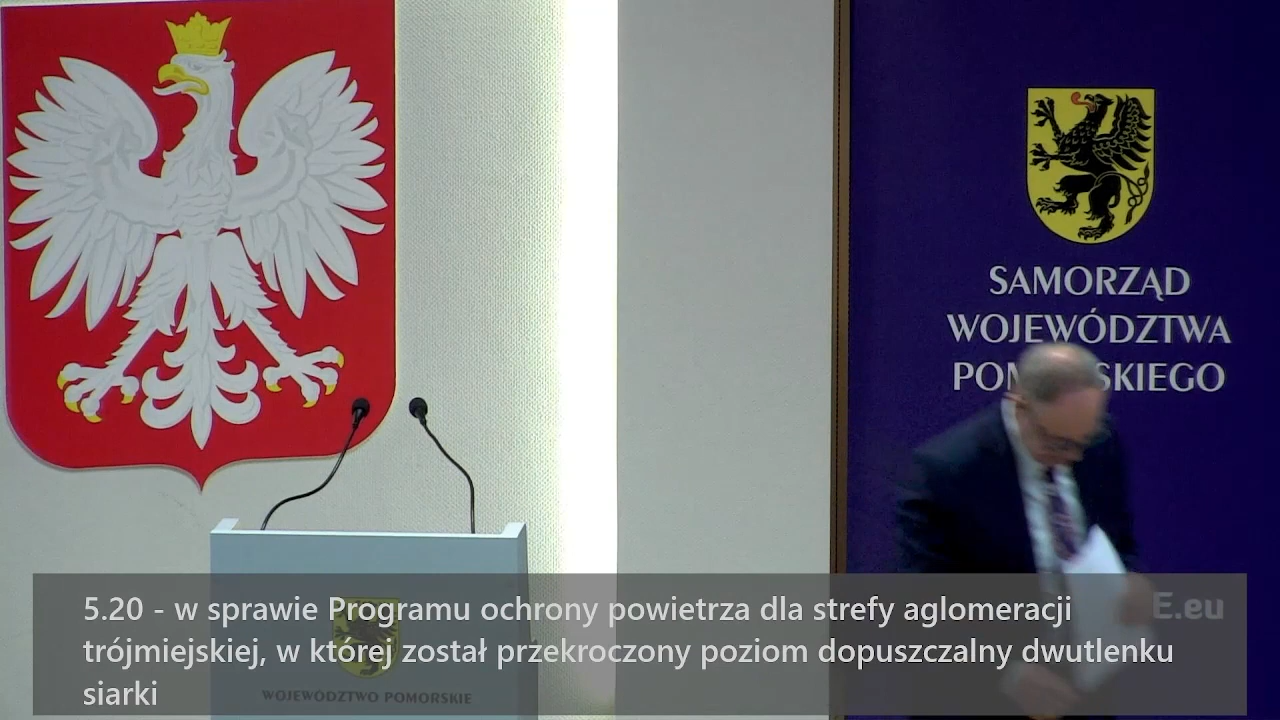 SAMORZĄD
WOJEWÓDZTWA
E.eu
5.20 - w sprawie Programu ochrony powietrza dla strefy aglomeracji
trójmiejskiej, w której został przekroczony poziom dopuszczalny dwutlenku
siarki
WOJEWÓDZTWO POMORSKIE